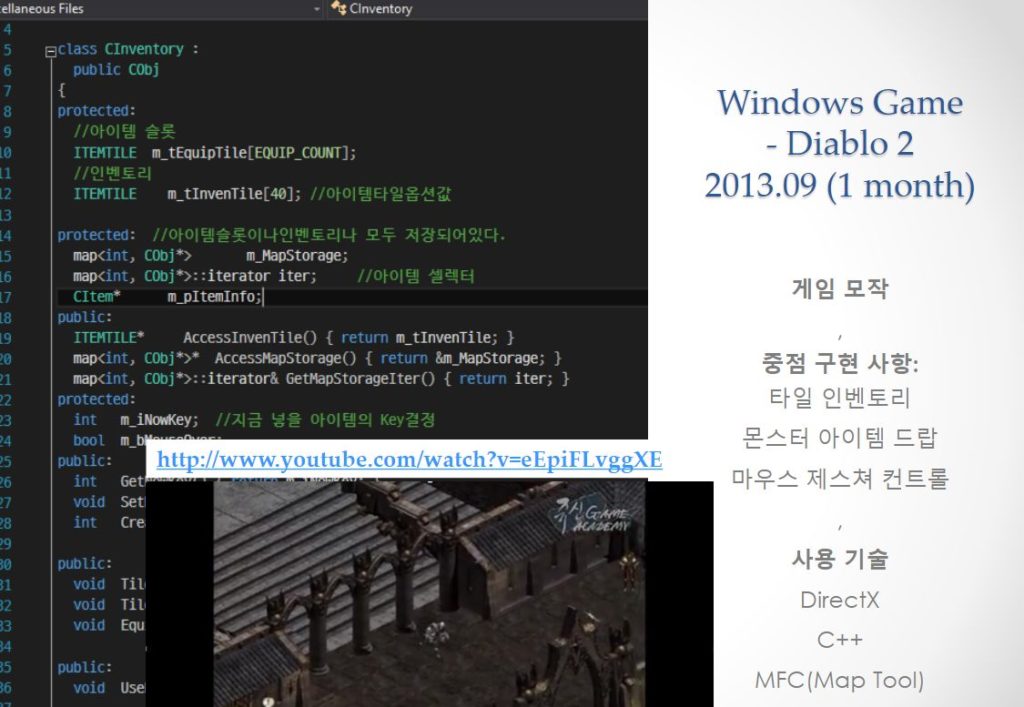 ellaneous Files
CInventory
4
5 class CInventory :
6 public CObj
7 {
8 protected:
9 //아이템 슬롯
10 ITEMTILE m_tEquipTile[EQUIP_COUNT];
11 //인벤토리
12 ITEMTILE m_tInvenTile[40]; //아이템타일옵션값
13
14 protected: //아이템슬롯이나인벤토리나 모두 저장되어있다.
15 map<int, CObj*> m_MapStorage;
16 map<int, CObj*>::iterator iter; //아이템 셀렉터
17 CItem* m_pItemInfo;
18 public:
19 ITEMTILE* AccessInvenTile() { return m_tInvenTile; }
20 map<int, CObj*>* AccessMapStorage() { return &m_MapStorage; }
21 map<int, CObj*>::iterator& GetMapStorageIter() { return iter; }
22 protected:
23 int m_iNowKey; //지금 넣을 아이템의 Key결정
24 bool m_bMouseOver;
25 public:
26 int
27 void Set
28 int Crea
29
30 public:
31 void Til
32 void Til
33 void Equ
34
35 public:
36 void Use
http://www.youtube.com/watch?v=eEpiFLvggXE
쥬신 GAME
ACADEMY
Windows Game
- Diablo 2
2013.09 (1 month)
게임 모작
,
중점 구현 사항:
타일 인벤토리
몬스터 아이템 드랍
마우스 제스쳐 컨트롤
,
사용 기술
DirectX
C++
MFC(Map Tool)